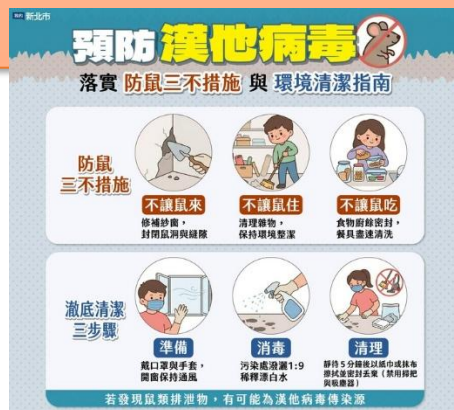 新北市
預防漢他病毒
落實 防鼠三不措施 與 環境清潔指南
防鼠
三不措施
不讓鼠來
修補紗窗，
封閉鼠洞與縫隙
不讓鼠住
清理雜物，
保持環境整潔
不讓鼠吃
食物廚餘密封，
餐具盡速清洗
澈底清潔
三步驟
準備
戴口罩與手套，
開窗保持通風
消毒
污染處潑灑1:9
稀釋漂白水
清理
靜待5分鐘後以紙巾或抹布
擦拭並密封丟棄（禁用掃把
與吸塵器）
若發現鼠類排泄物，有可能為漢他病毒傳染源